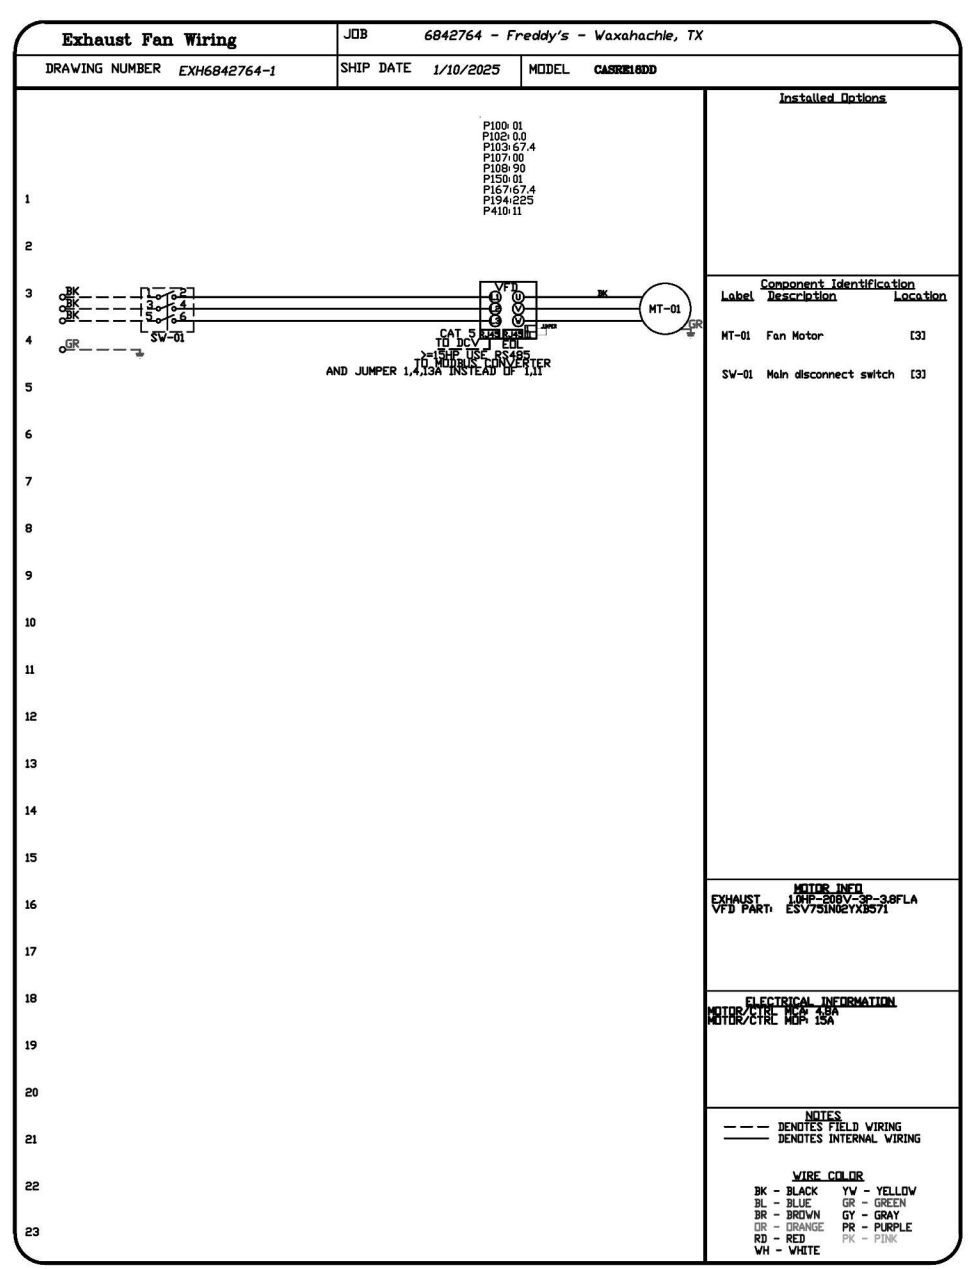 Exhaust Fan Wiring
JOB 6842764 - Freddy's - Waxahachie, TX
DRAWING NUMBER EXH6842764-1
SHIP DATE 1/10/2025
MODEL CASRE18DD
Installed Options
P100: 01
P102: 0.0
P103: 67.4
P107: 00
P108: 90
P150: 01
P167: 67.4
P194: 225
P410: 11
1
2
3
BK
BK
BK
1 2
3 4
5 6
SW-01
VFD
L1 U
L2 V
L3 W
BK
MT-01
GR
4
GR
CAT 5 RJ45 RJ45 JUMPER
TO DCV EOL
>=15HP USE RS485
TO MODBUS CONVERTER
AND JUMPER 1,4,13A INSTEAD OF 1,11
5
6
7
8
9
10
11
12
13
14
15
16
17
18
19
20
21
22
23
Component Identification
Label Description Location
MT-01 Fan Motor [3]
SW-01 Main disconnect switch [3]
MOTOR INFO
EXHAUST 1.0HP-208V-3P-3.8FLA
VFD PART: ESV751N02YXB571
ELECTRICAL INFORMATION
MOTOR/CTRL MCA: 4.8A
MOTOR/CTRL MOP: 15A
NOTES
DENOTES FIELD WIRING
DENOTES INTERNAL WIRING
WIRE COLOR
BK - BLACK YW - YELLOW
BL - BLUE GR - GREEN
BR - BROWN GY - GRAY
OR - ORANGE PR - PURPLE
RD - RED PK - PINK
WH - WHITE